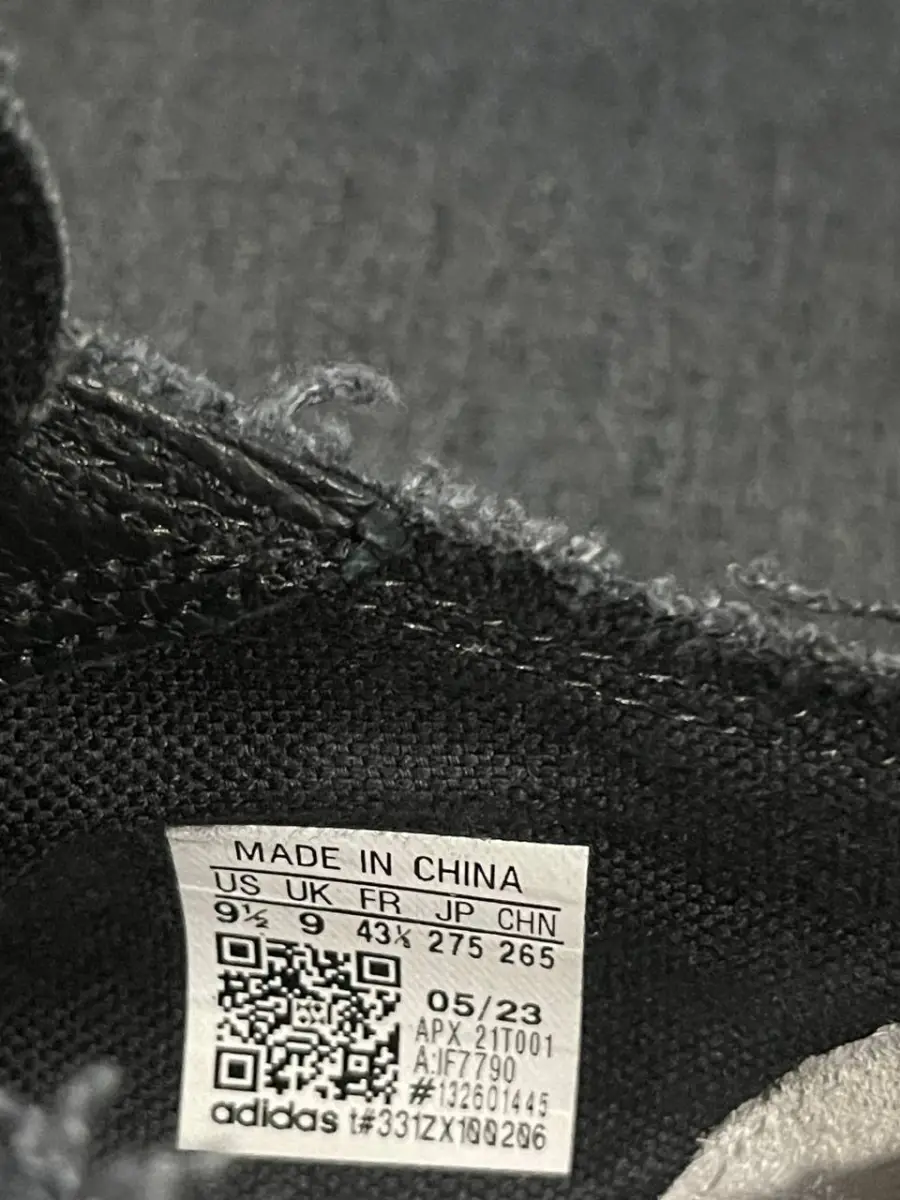 MADE IN CHINA
US UK FR JP CHN
9½ 9 43⅓ 275 265
05/23
APX 21T001
A:IF7790
#132601445
adidas t#331ZX100206